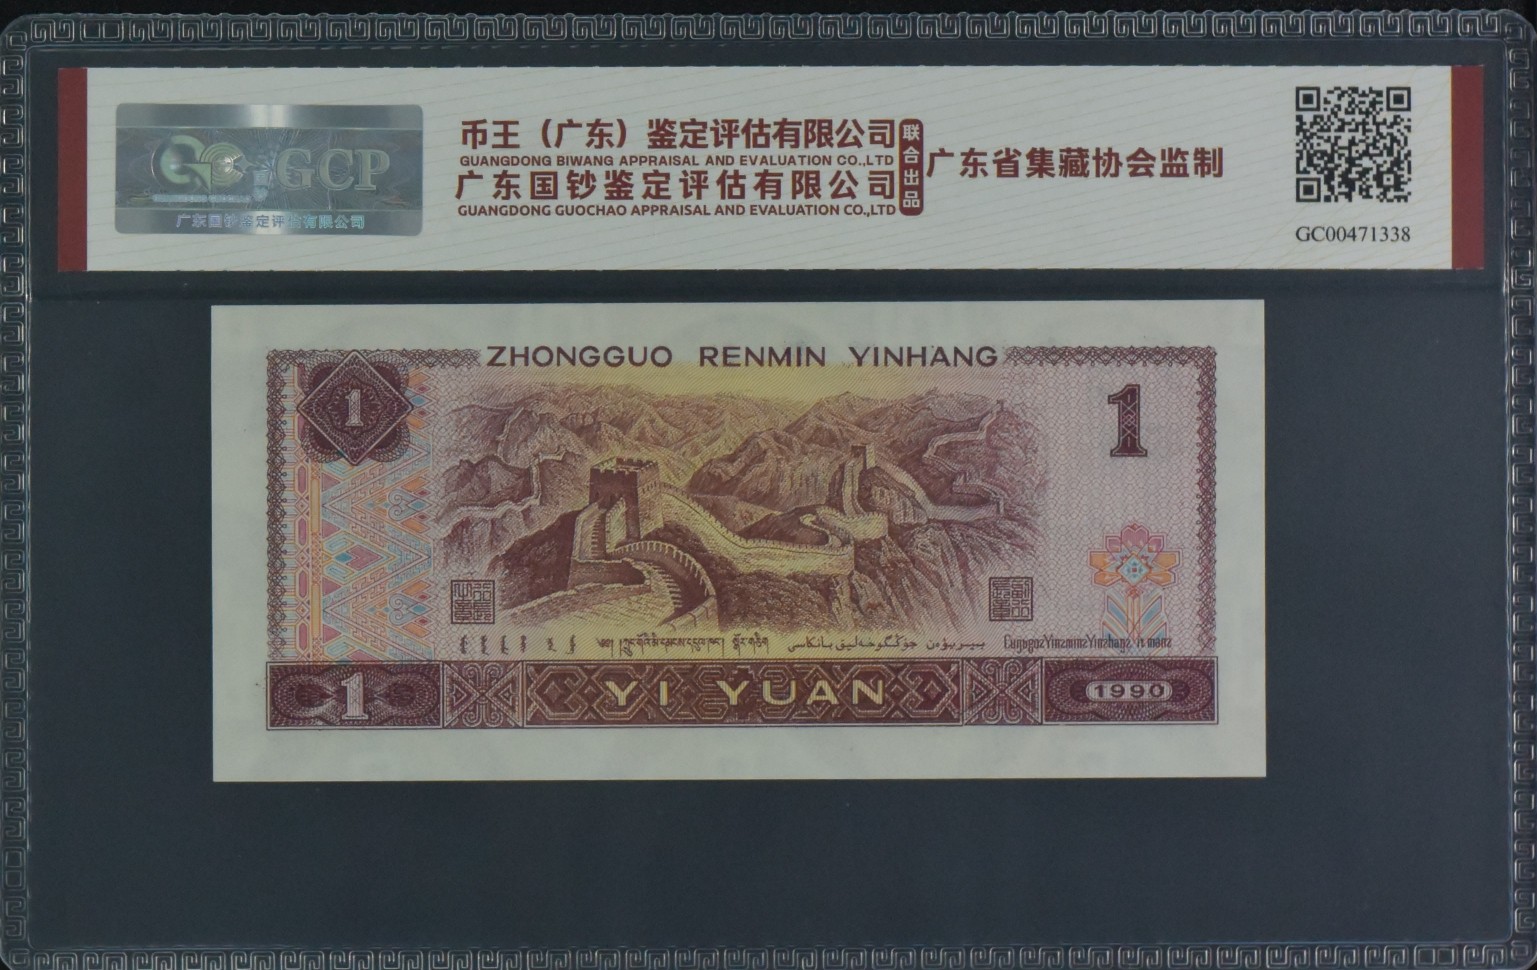 GCP
广东国钞鉴定评估有限公司
币王（广东）鉴定评估有限公司
GUANGDONG BIWANG APPRAISAL AND EVALUATION CO.,LTD
广东国钞鉴定评估有限公司
GUANGDONG GUOCHAO APPRAISAL AND EVALUATION CO.,LTD
联合出品
广东省集藏协会监制
GC00471338
ZHONGGUO RENMIN YINHANG
1
1
1
YI YUAN
1990